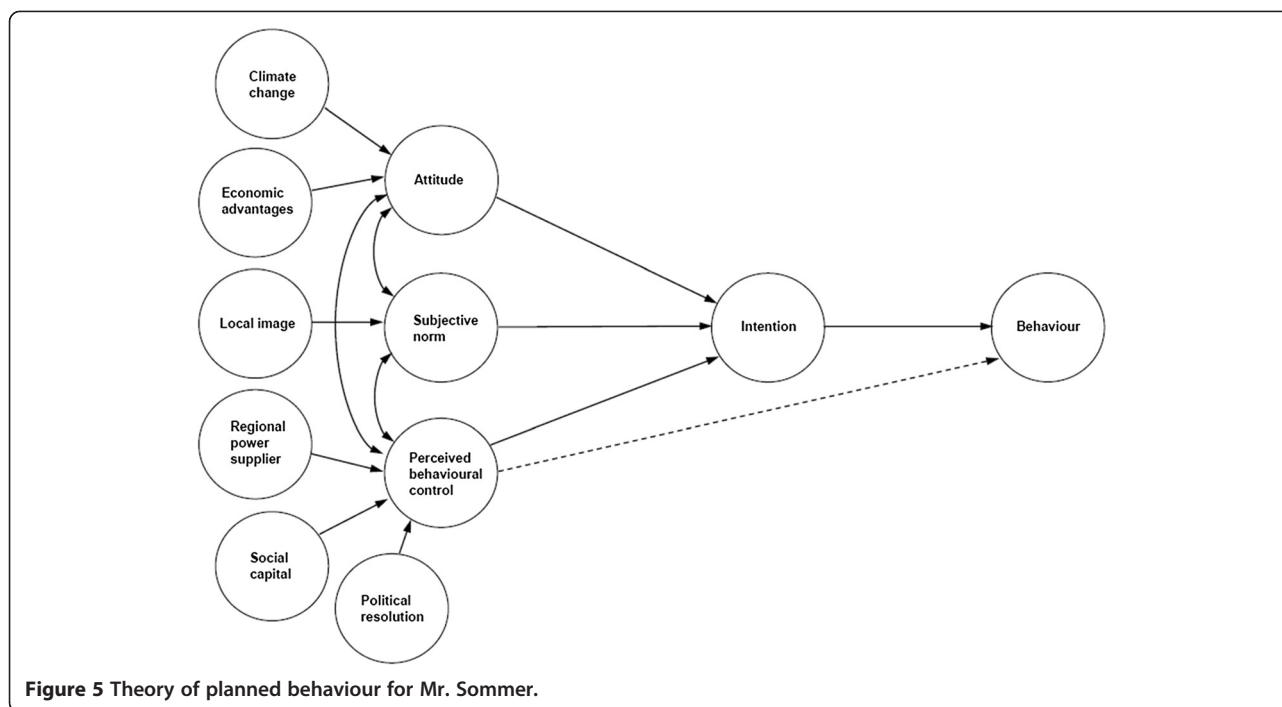 Climate
change
Economic
advantages
Local image
Regional
power
supplier
Social
capital
Political
resolution
Attitude
Subjective
norm
Perceived
behavioural
control
Intention
Behaviour
Figure 5 Theory of planned behaviour for Mr. Sommer.